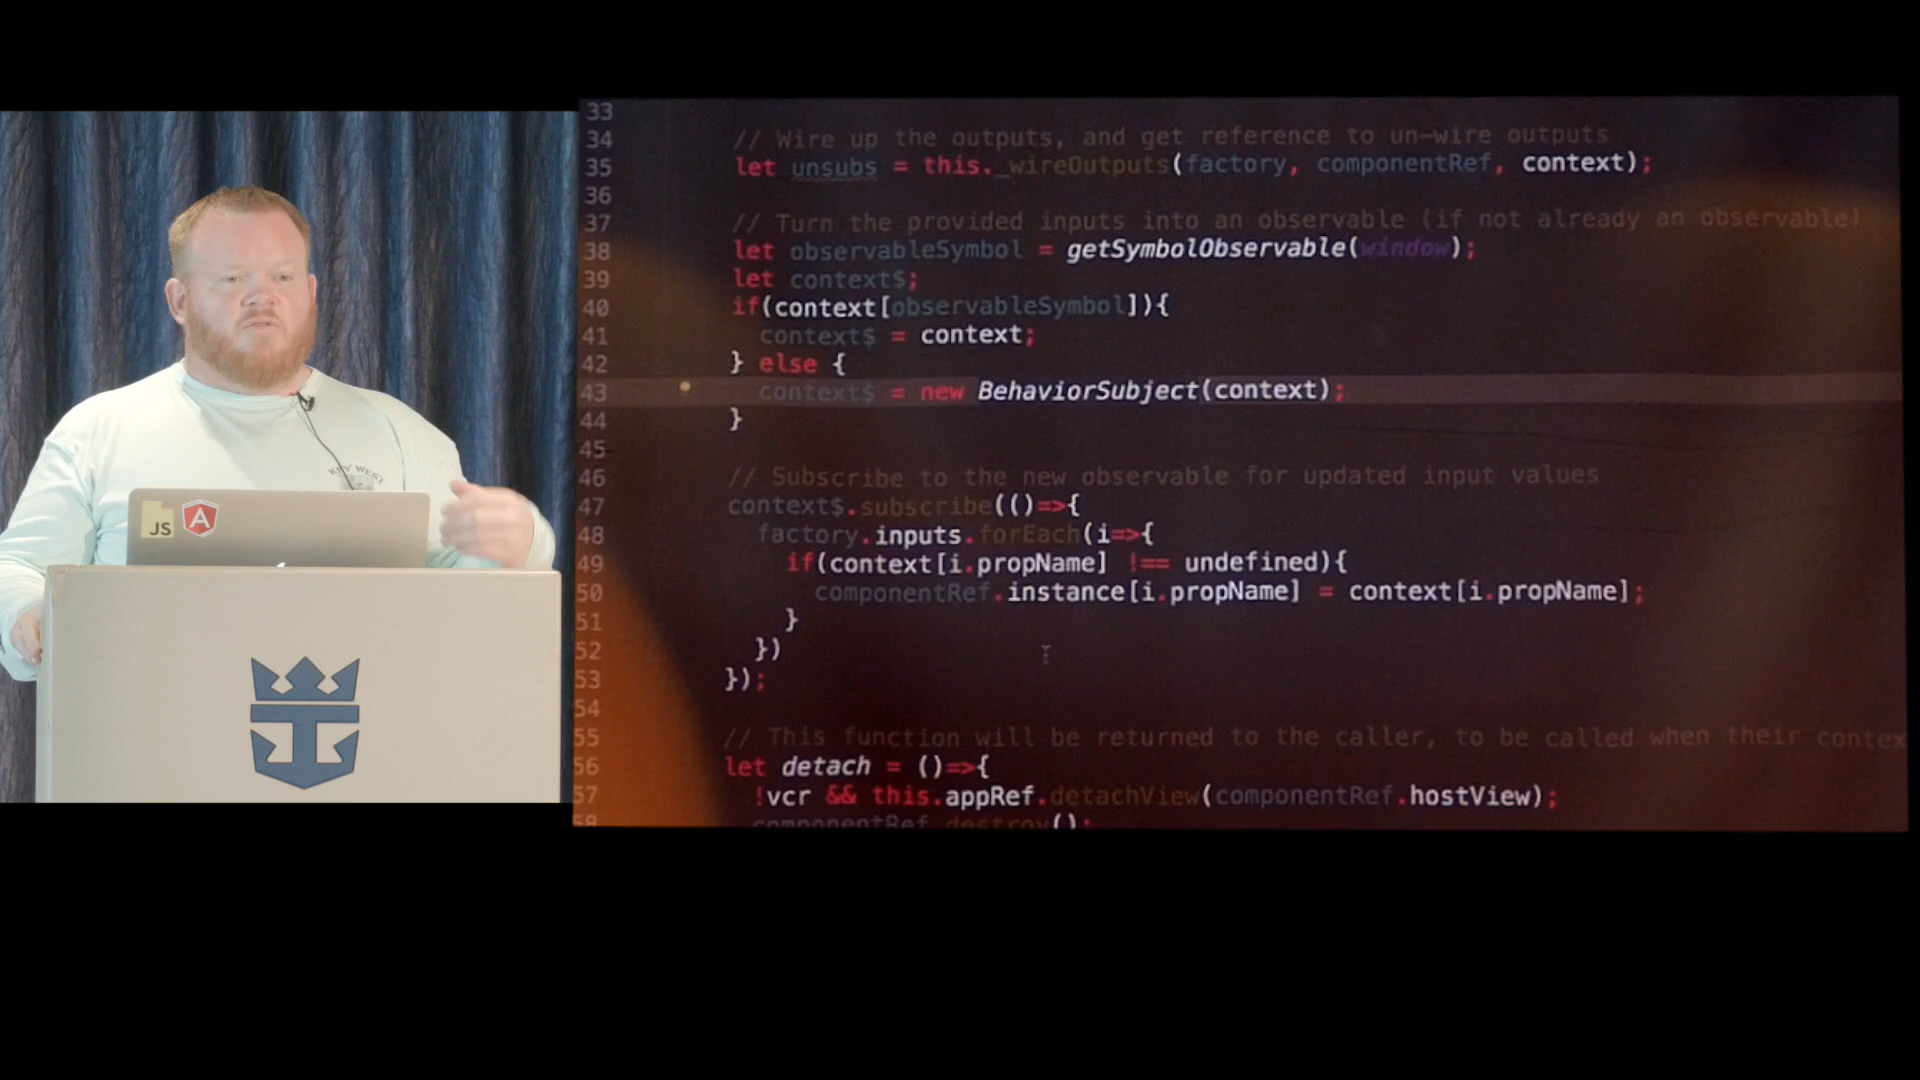 KEY WEST
JS
A
33
34 // Wire up the outputs, and get reference to un-wire outputs
35 let unsubs = this._wireOutputs(factory, componentRef, context);
36
37 // Turn the provided inputs into an observable (if not already an observable)
38 let observableSymbol = getSymbolObservable(window);
39 let context$;
40 if(context[observableSymbol]){
41 context$ = context;
42 } else {
43 context$ = new BehaviorSubject(context);
44 }
45
46 // Subscribe to the new observable for updated input values
47 context$.subscribe(()=>{
48 factory.inputs.forEach(i=>{
49 if(context[i.propName] !== undefined){
50 componentRef.instance[i.propName] = context[i.propName];
51 }
52 })
53 });
54
55 // This function will be returned to the caller, to be called when their contex
56 let detach = ()=>{
57 !vcr && this.appRef.detachView(componentRef.hostView);
58 componentRef.destroy();